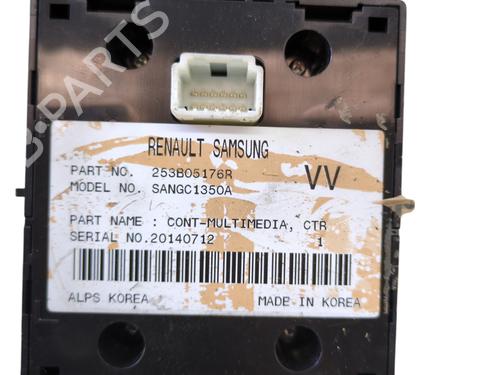 B-PARTS
RENAULT SAMSUNG
PART NO. 253B05176R VV
MODEL NO. SANGC1350A
PART NAME : CONT-MULTIMEDIA, CTR
SERIAL NO.20140712 1
ALPS KOREA MADE IN KOREA